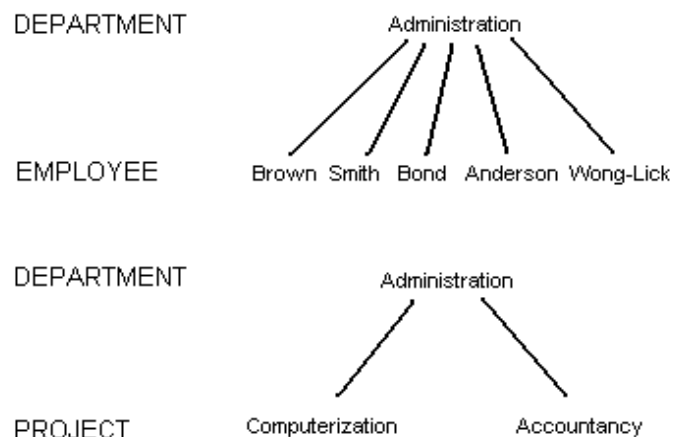 DEPARTMENT Administration
EMPLOYEE Brown Smith Bond Anderson Wong-Lick
DEPARTMENT Administration
PROJECT Computerization Accountancy